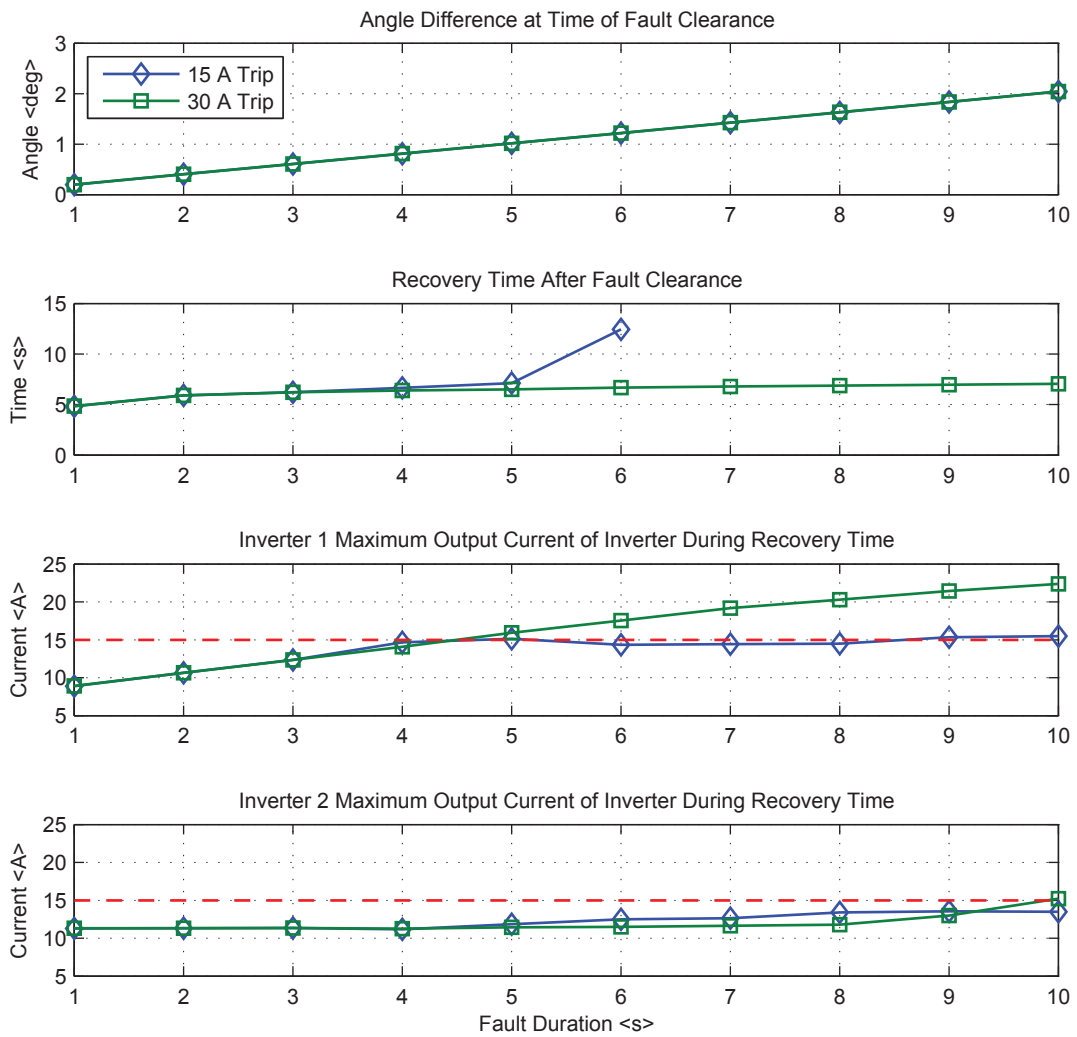 Angle Difference at Time of Fault Clearance
Angle <deg>
3
2
1
0
15 A Trip
30 A Trip
1 2 3 4 5 6 7 8 9 10
Recovery Time After Fault Clearance
Time <s>
15
10
5
0
1 2 3 4 5 6 7 8 9 10
Inverter 1 Maximum Output Current of Inverter During Recovery Time
Current <A>
25
20
15
10
5
1 2 3 4 5 6 7 8 9 10
Inverter 2 Maximum Output Current of Inverter During Recovery Time
Current <A>
25
20
15
10
5
1 2 3 4 5 6 7 8 9 10
Fault Duration <s>